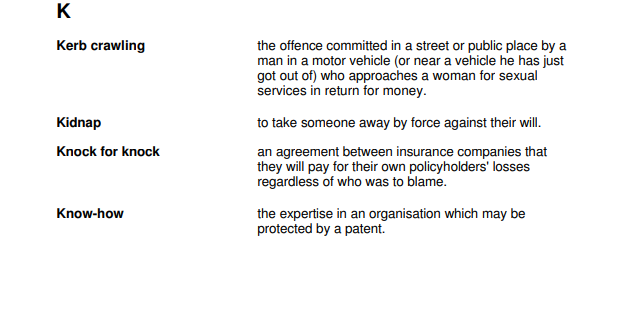 K
Kerb crawling the offence committed in a street or public place by a
man in a motor vehicle (or near a vehicle he has just
got out of) who approaches a woman for sexual
services in return for money.
Kidnap to take someone away by force against their will.
Knock for knock an agreement between insurance companies that
they will pay for their own policyholders' losses
regardless of who was to blame.
Know-how the expertise in an organisation which may be
protected by a patent.